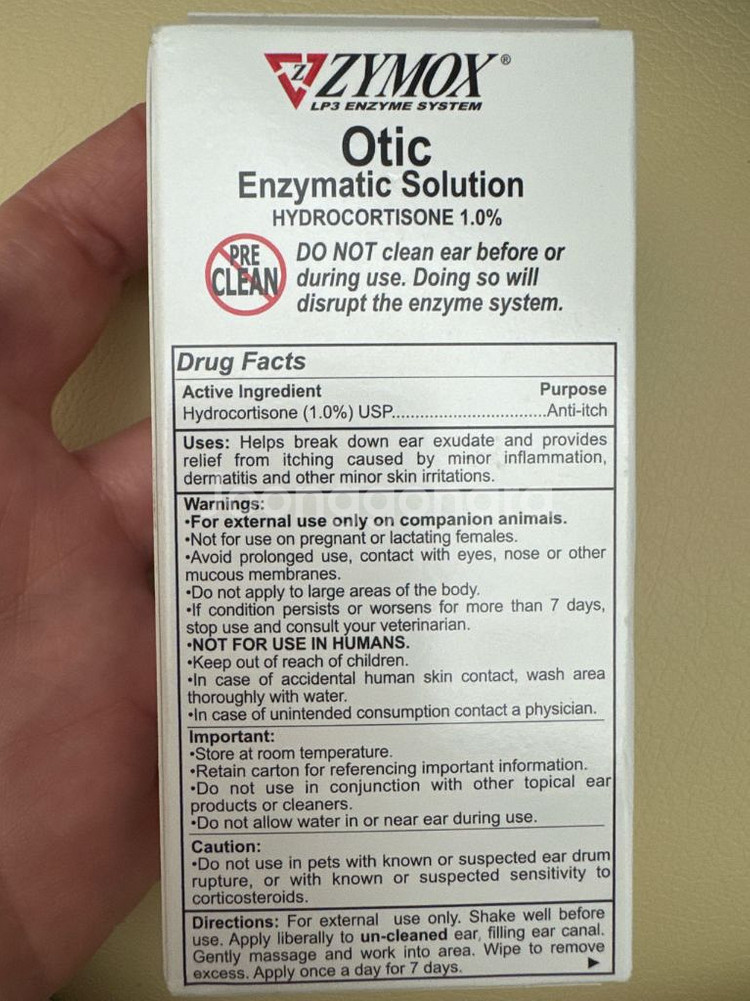 Z ZYMOX®
LP3 ENZYME SYSTEM
Otic
Enzymatic Solution
HYDROCORTISONE 1.0%
PRE
CLEAN
DO NOT clean ear before or
during use. Doing so will
disrupt the enzyme system.
Drug Facts
Active Ingredient Purpose
Hydrocortisone (1.0%) USP................................Anti-itch
Uses: Helps break down ear exudate and provides
relief from itching caused by minor inflammation,
dermatitis and other minor skin irritations.
Warnings:
•For external use only on companion animals.
•Not for use on pregnant or lactating females.
•Avoid prolonged use, contact with eyes, nose or other
mucous membranes.
•Do not apply to large areas of the body.
•If condition persists or worsens for more than 7 days,
stop use and consult your veterinarian.
•NOT FOR USE IN HUMANS.
•Keep out of reach of children.
•In case of accidental human skin contact, wash area
thoroughly with water.
•In case of unintended consumption contact a physician.
Important:
•Store at room temperature.
•Retain carton for referencing important information.
•Do not use in conjunction with other topical ear
products or cleaners.
•Do not allow water in or near ear during use.
Caution:
•Do not use in pets with known or suspected ear drum
rupture, or with known or suspected sensitivity to
corticosteroids.
Directions: For external use only. Shake well before
use. Apply liberally to un-cleaned ear, filling ear canal.
Gently massage and work into area. Wipe to remove
excess. Apply once a day for 7 days.